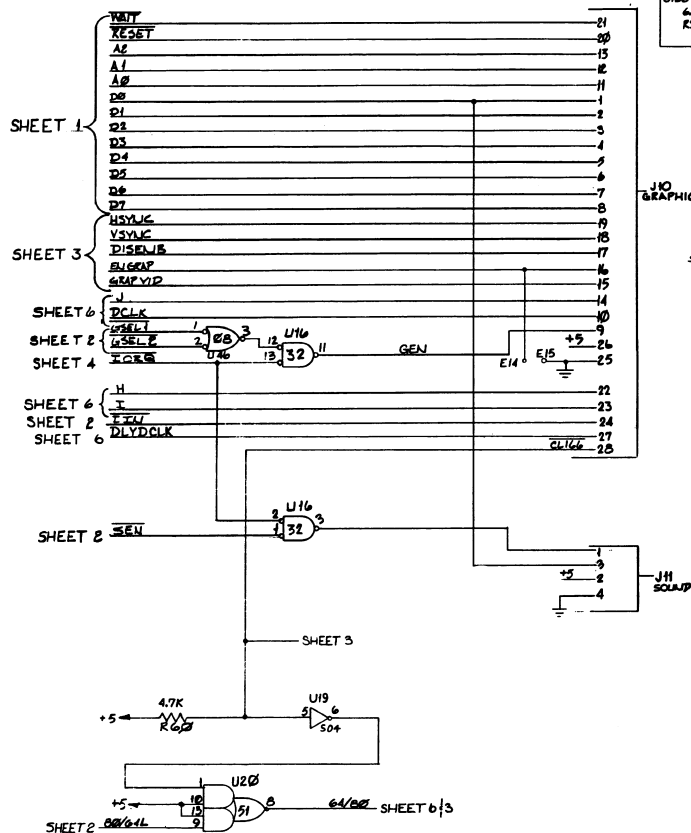 WAIT 21
RESET 20
A2 13
A1 12
AØ 11
DØ 1
D1 2
D2 3
SHEET 1
D3 4
D4 5
D5 6
D6 7
J10
D7 8
GRAPHIC
HSYNC 19
VSYNC 18
SHEET 3
DISENB 17
ENGRAP 16
GRAPVID 15
J 14
SHEET 6
DCLK 10
GSEL1 1 08 3 U46 9
SHEET 2
GSEL2 2
12 U16 32 11 GEN
+5 26
SHEET 4 IORQ 13
E14 E15 25
H 22
SHEET 6
I 23
SHEET 2 IIN 24
SHEET 6 DLYDCLK 27
CL166 28
U16
2 32 3
SHEET 2 SEN 1
1
3
+5 2
4
J11
SOUND
SHEET 3
4.7K
+5 R6Ø
U19
5 6
S04
1 U2Ø
+5 10
13 51 8 64/8Ø SHEET 6 & 3
SHEET 2 8Ø/64L 9